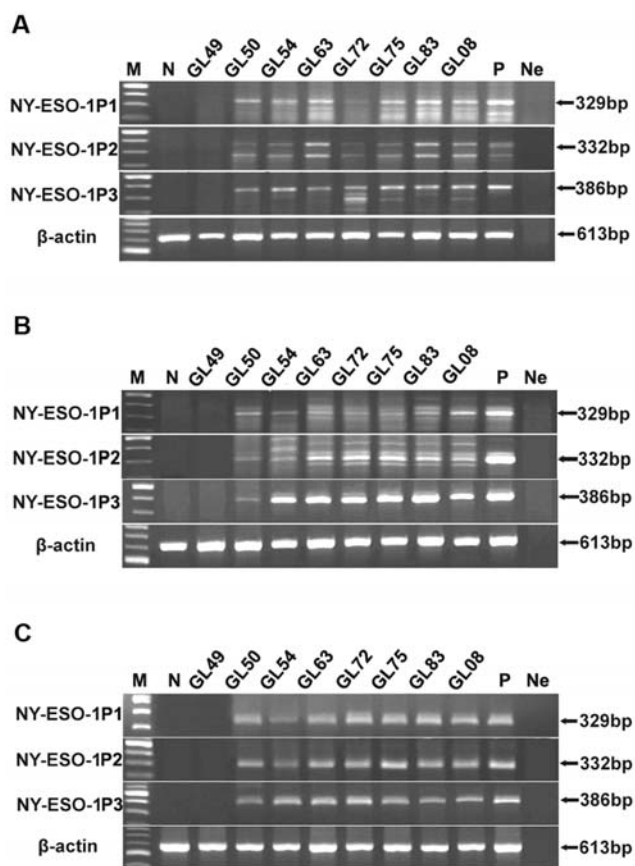 A
M N GL49 GL50 GL54 GL63 GL72 GL75 GL83 GL08 P Ne
NY-ESO-1P1 329bp
NY-ESO-1P2 332bp
NY-ESO-1P3 386bp
β-actin 613bp
B
M N GL49 GL50 GL54 GL63 GL72 GL75 GL83 GL08 P Ne
NY-ESO-1P1 329bp
NY-ESO-1P2 332bp
NY-ESO-1P3 386bp
β-actin 613bp
C
M N GL49 GL50 GL54 GL63 GL72 GL75 GL83 GL08 P Ne
NY-ESO-1P1 329bp
NY-ESO-1P2 332bp
NY-ESO-1P3 386bp
β-actin 613bp